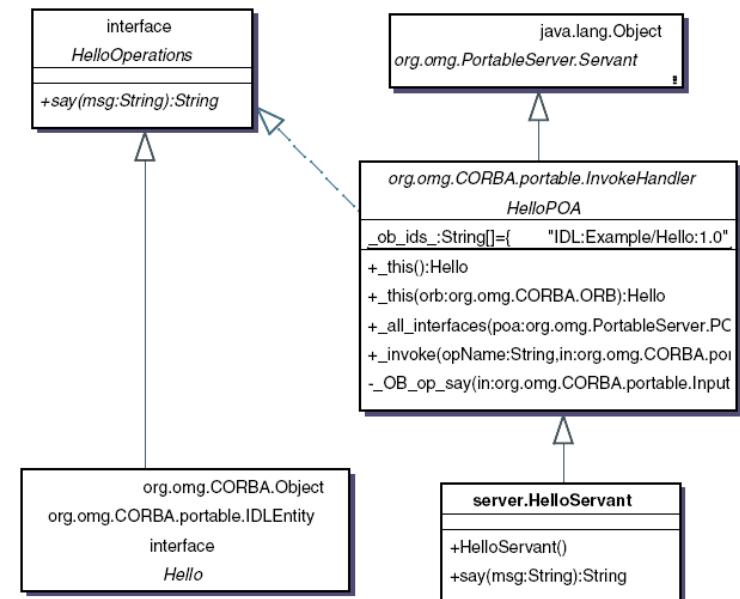 interface
HelloOperations
+say(msg:String):String
java.lang.Object
org.omg.PortableServer.Servant
org.omg.CORBA.portable.InvokeHandler
HelloPOA
_ob_ids_:String[]={ "IDL:Example/Hello:1.0"
+_this():Hello
+_this(orb:org.omg.CORBA.ORB):Hello
+_all_interfaces(poa:org.omg.PortableServer.PO
+_invoke(opName:String,in:org.omg.CORBA.por
-_OB_op_say(in:org.omg.CORBA.portable.Input
org.omg.CORBA.Object
org.omg.CORBA.portable.IDLEntity
interface
Hello
server.HelloServant
+HelloServant()
+say(msg:String):String